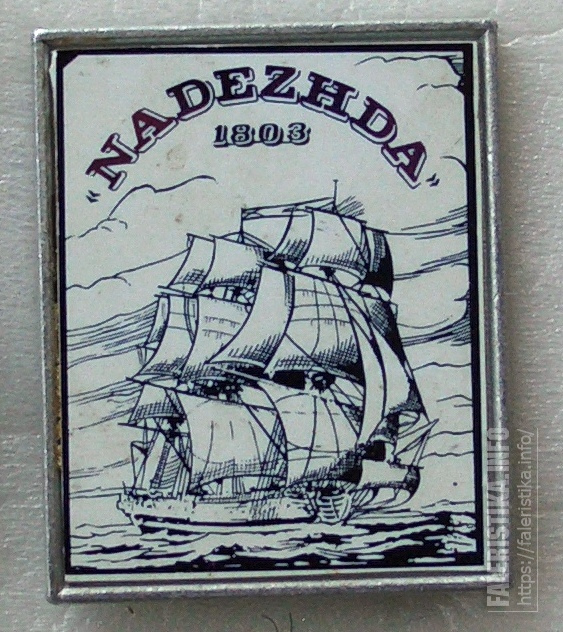 "NADEZHDA"
1803
FALERISTIKA.INFO
https://faleristika.info/